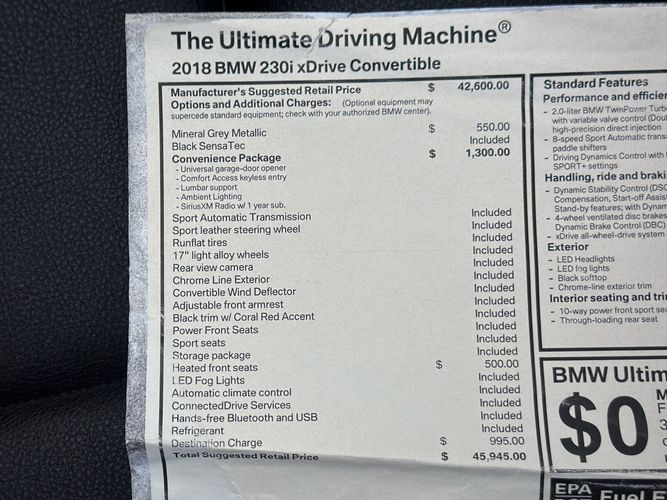 The Ultimate Driving Machine®
2018 BMW 230i xDrive Convertible
Manufacturer's Suggested Retail Price $ 42,600.00
Options and Additional Charges: (Optional equipment may
supercede standard equipment; check with your authorized BMW center).
Mineral Grey Metallic $ 550.00
Black SensaTec Included
Convenience Package $ 1,300.00
- Universal garage-door opener
- Comfort Access keyless entry
- Lumbar support
- Ambient Lighting
- SiriusXM Radio w/ 1 year sub.
Sport Automatic Transmission Included
Sport leather steering wheel Included
Runflat tires Included
17" light alloy wheels Included
Rear view camera Included
Chrome Line Exterior Included
Convertible Wind Deflector Included
Adjustable front armrest Included
Black trim w/ Coral Red Accent Included
Power Front Seats Included
Sport seats Included
Storage package Included
Heated front seats $ 500.00
LED Fog Lights Included
Automatic climate control Included
ConnectedDrive Services Included
Hands-free Bluetooth and USB Included
Refrigerant Included
Destination Charge $ 995.00
Total Suggested Retail Price $ 45,945.00
Standard Features
Performance and efficien
- 2.0-liter BMW TwinPower Turb
with variable valve control (Dou
high-precision direct injection
- 8-speed Sport Automatic trans
paddle shifters
- Driving Dynamics Control with
SPORT+ settings
Handling, ride and braki
- Dynamic Stability Control (DSC
Compensation, Start-off Assis
Stand-by features; with Dynam
- 4-wheel ventilated disc brakes
Dynamic Brake Control (DBC)
- xDrive all-wheel-drive system
Exterior
- LED Headlights
- LED fog lights
- Black softtop
- Chrome-line exterior trim
Interior seating and tri
- 10-way power front sport sea
- Through-loading rear seat
BMW Ultim
$0
EPA Fuel E